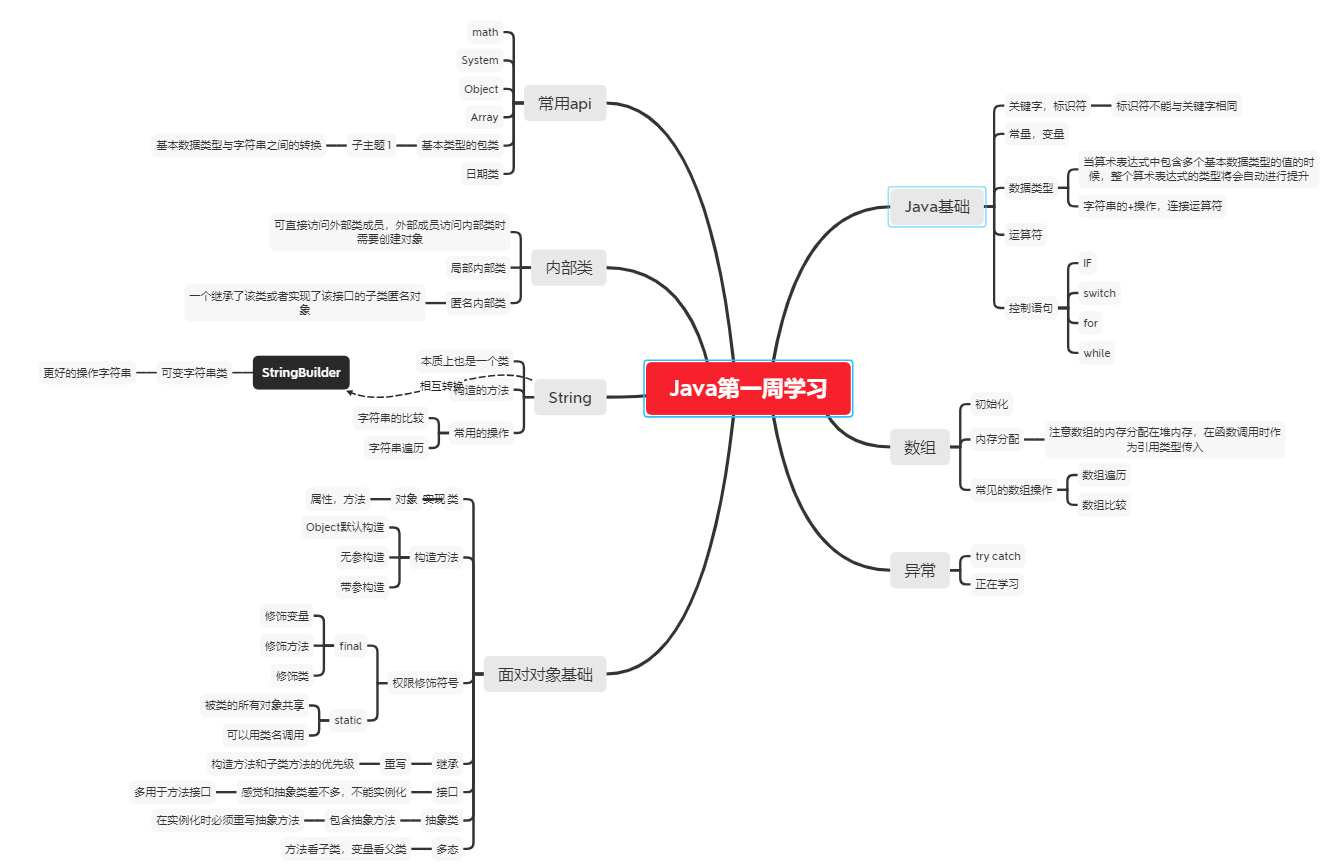 Java第一周学习
Java基础
关键字，标识符
标识符不能与关键字相同
常量，变量
数据类型
当算术表达式中包含多个基本数据类型的值的时
候，整个算术表达式的类型将会自动进行提升
字符串的+操作，连接运算符
运算符
控制语句
IF
switch
for
while
数组
初始化
内存分配
注意数组的内存分配在堆内存，在函数调用时作
为引用类型传入
常见的数组操作
数组遍历
数组比较
异常
try catch
正在学习
常用api
math
System
Object
Array
基本类型的包类
子主题 1
基本数据类型与字符串之间的转换
日期类
内部类
可直接访问外部类成员，外部成员访问内部类时
需要创建对象
局部内部类
匿名内部类
一个继承了该类或者实现了该接口的子类匿名对
象
String
本质上也是一个类
构造的方法
常用的操作
字符串的比较
字符串遍历
相互转换
StringBuilder
可变字符串类
更好的操作字符串
面对对象基础
类
实现
对象
属性，方法
构造方法
Object默认构造
无参构造
带参构造
权限修饰符号
final
修饰变量
修饰方法
修饰类
static
被类的所有对象共享
可以用类名调用
继承
重写
构造方法和子类方法的优先级
接口
感觉和抽象类差不多，不能实例化
多用于方法接口
抽象类
包含抽象方法
在实例化时必须重写抽象方法
多态
方法看子类，变量看父类